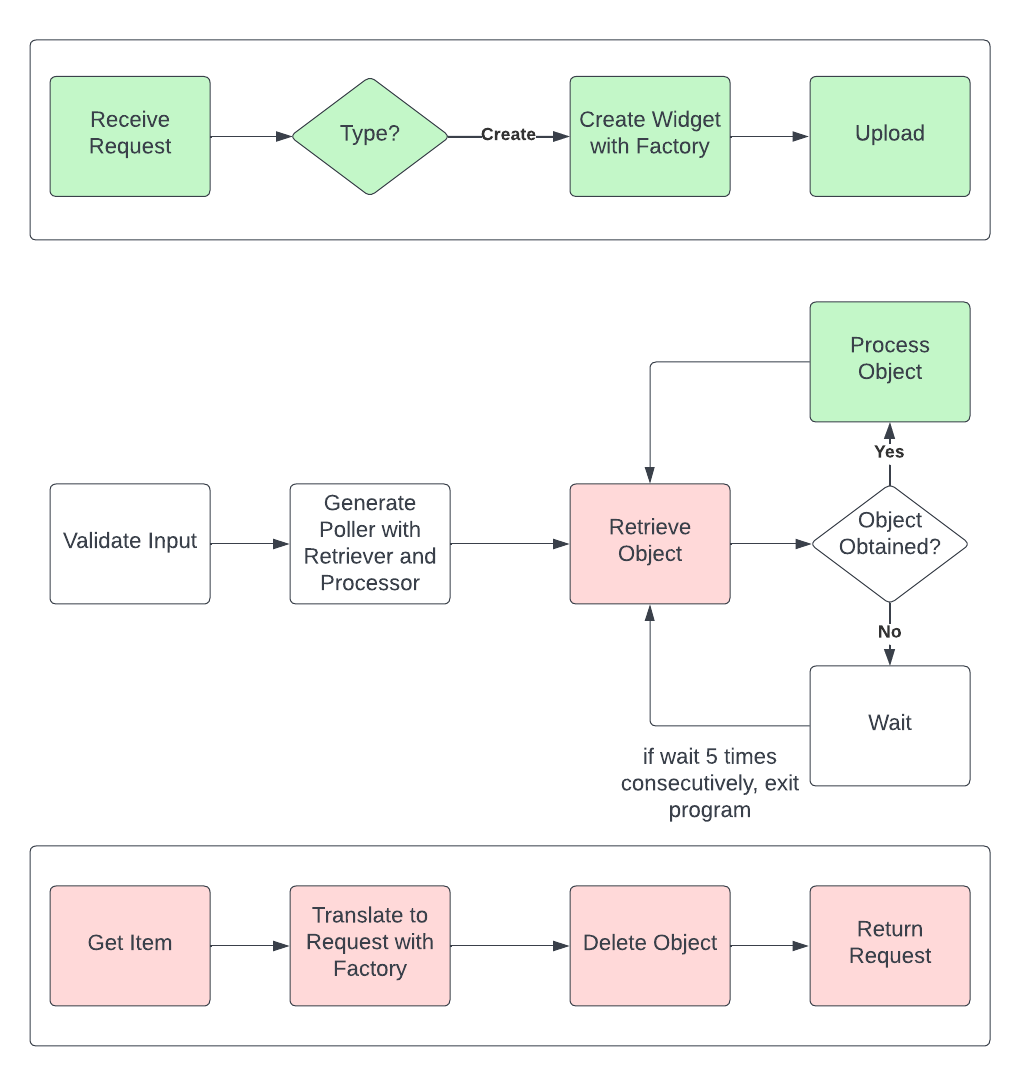 Receive
Request
Type?
Create
Create Widget
with Factory
Upload
Process
Object
Yes
Validate Input
Generate
Poller with
Retriever and
Processor
Retrieve
Object
Object
Obtained?
No
Wait
if wait 5 times
consecutively, exit
program
Get Item
Translate to
Request with
Factory
Delete Object
Return
Request